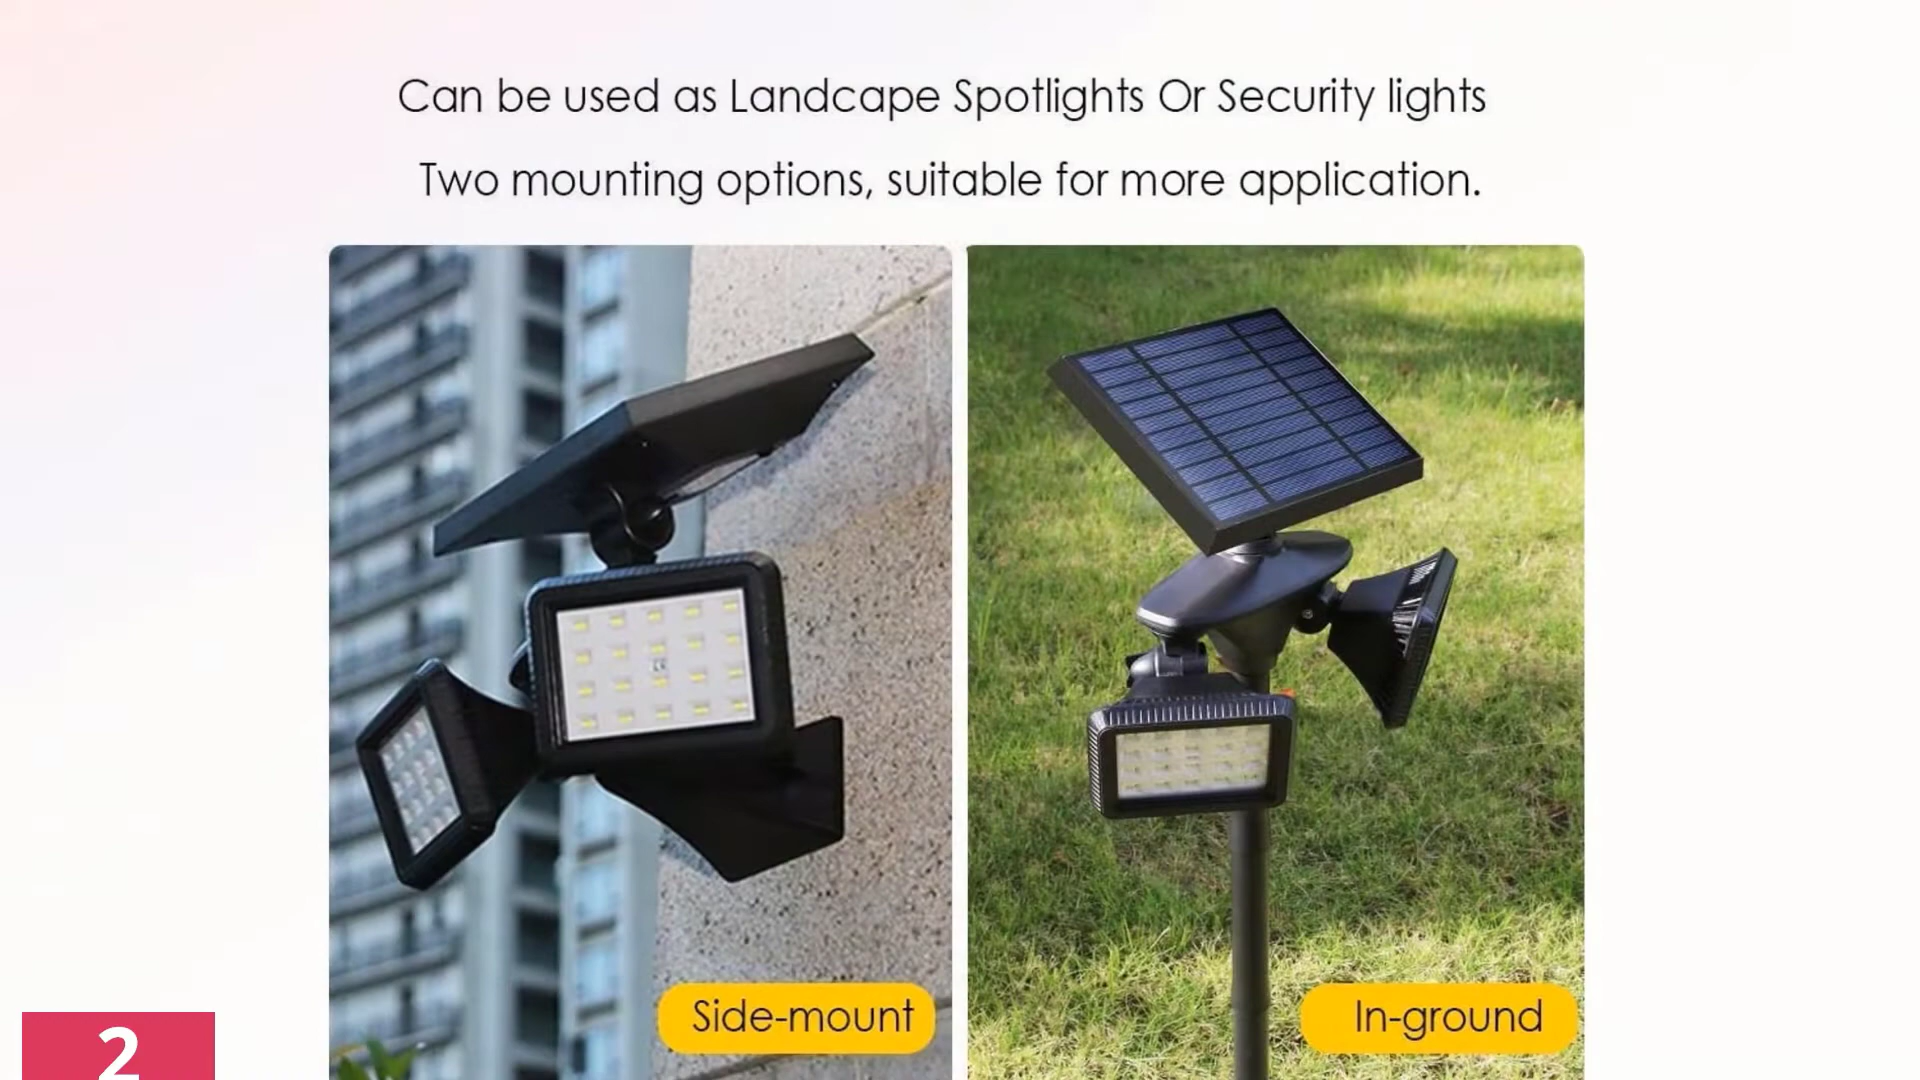 Can be used as Landcape Spotlights Or Security lights
Two mounting options, suitable for more application.
Side-mount
In-ground
2